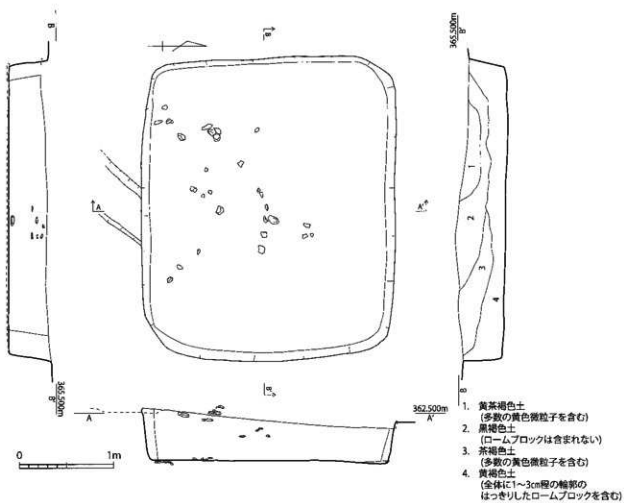 B
B'
365.500m
B
A
A'
1
2
3
4
B'
B
B'
365.500m
A
362.500m
A'
0
1m
1. 黄茶褐色土
(多数の黄色微粒子を含む)
2. 黒褐色土
(ロームブロックは含まれない)
3. 茶褐色土
(多数の黄色微粒子を含む)
4. 黄褐色土
(全体に1〜3cm程の輪郭の
はっきりしたロームブロックを含む)